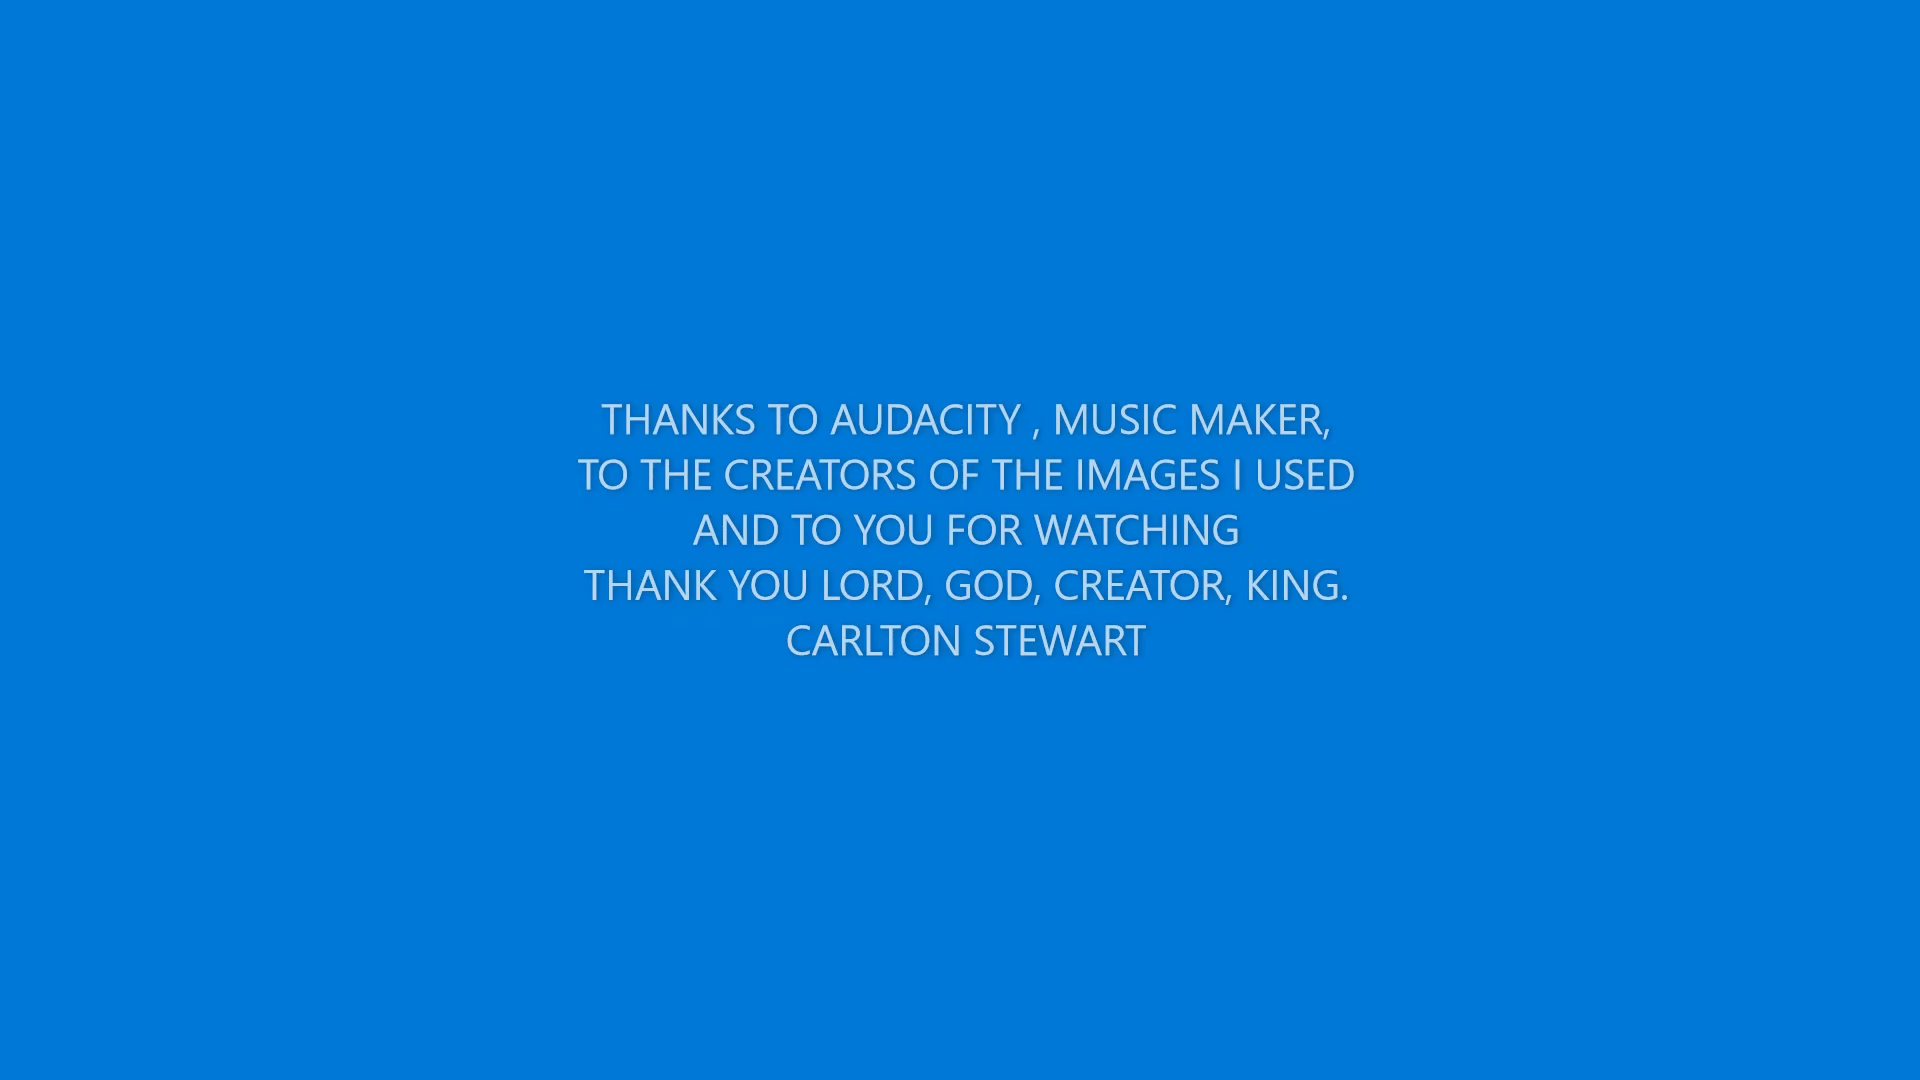 THANKS TO AUDACITY , MUSIC MAKER,
TO THE CREATORS OF THE IMAGES I USED
AND TO YOU FOR WATCHING
THANK YOU LORD, GOD, CREATOR, KING.
CARLTON STEWART